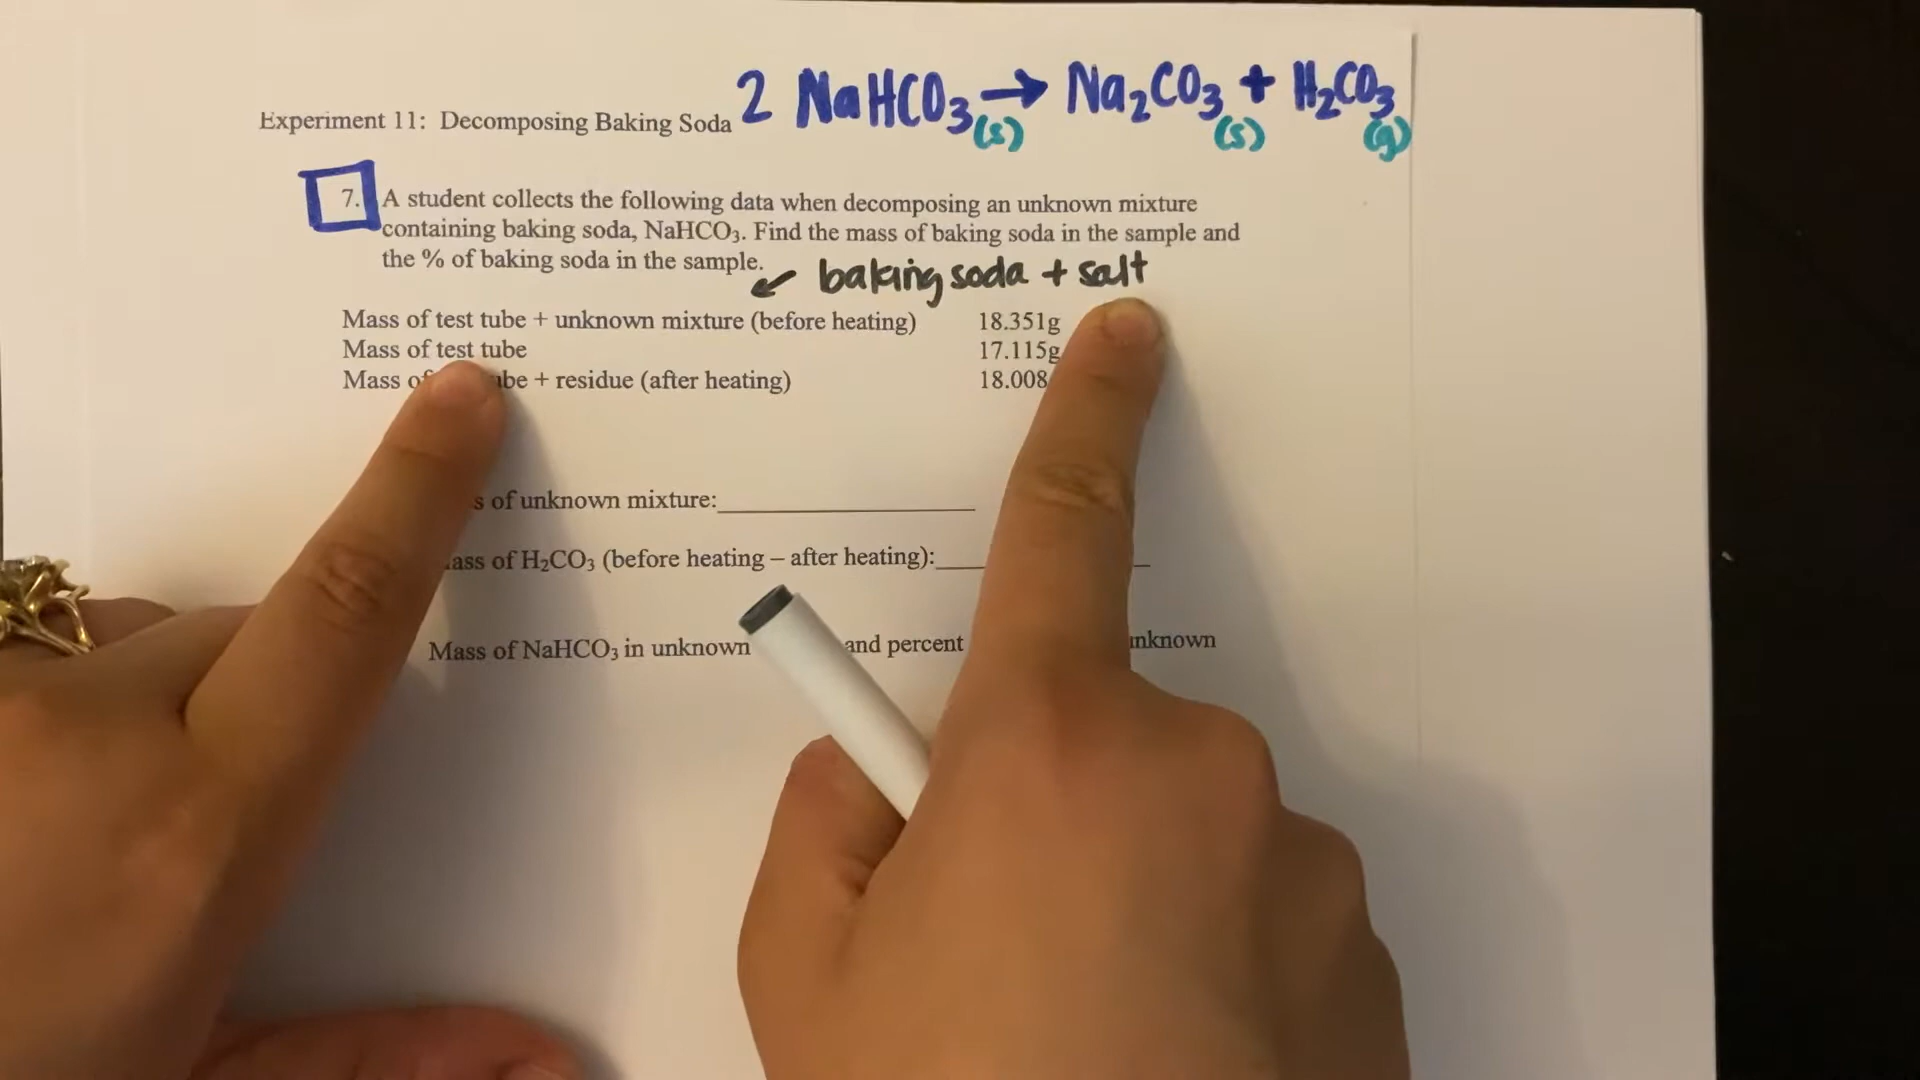 2 NaHCO3(s) → Na2CO3(s) + H2CO3(g)
Experiment 11: Decomposing Baking Soda
7. A student collects the following data when decomposing an unknown mixture
containing baking soda, NaHCO3. Find the mass of baking soda in the sample and
the % of baking soda in the sample.
baking soda + salt
Mass of test tube + unknown mixture (before heating) 18.351g
Mass of test tube 17.115g
Mass + residue (after heating) 18.008
of unknown mixture:
of H2CO3 (before heating – after heating):
Mass of NaHCO3 in unknown and percent